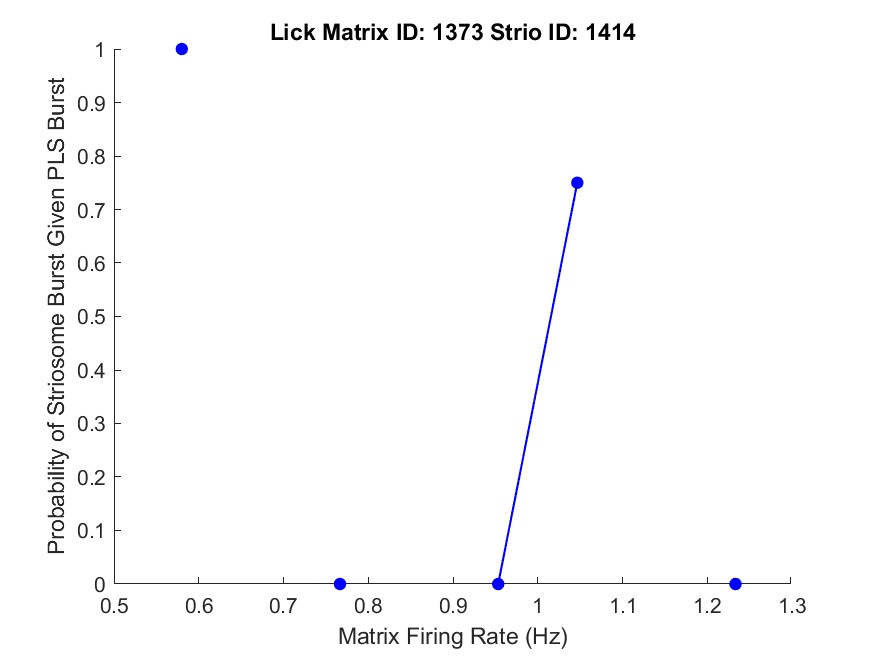 Lick Matrix ID: 1373 Strio ID: 1414
Probability of Striosome Burst Given PLS Burst
1
0.9
0.8
0.7
0.6
0.5
0.4
0.3
0.2
0.1
0
0.5 0.6 0.7 0.8 0.9 1 1.1 1.2 1.3
Matrix Firing Rate (Hz)